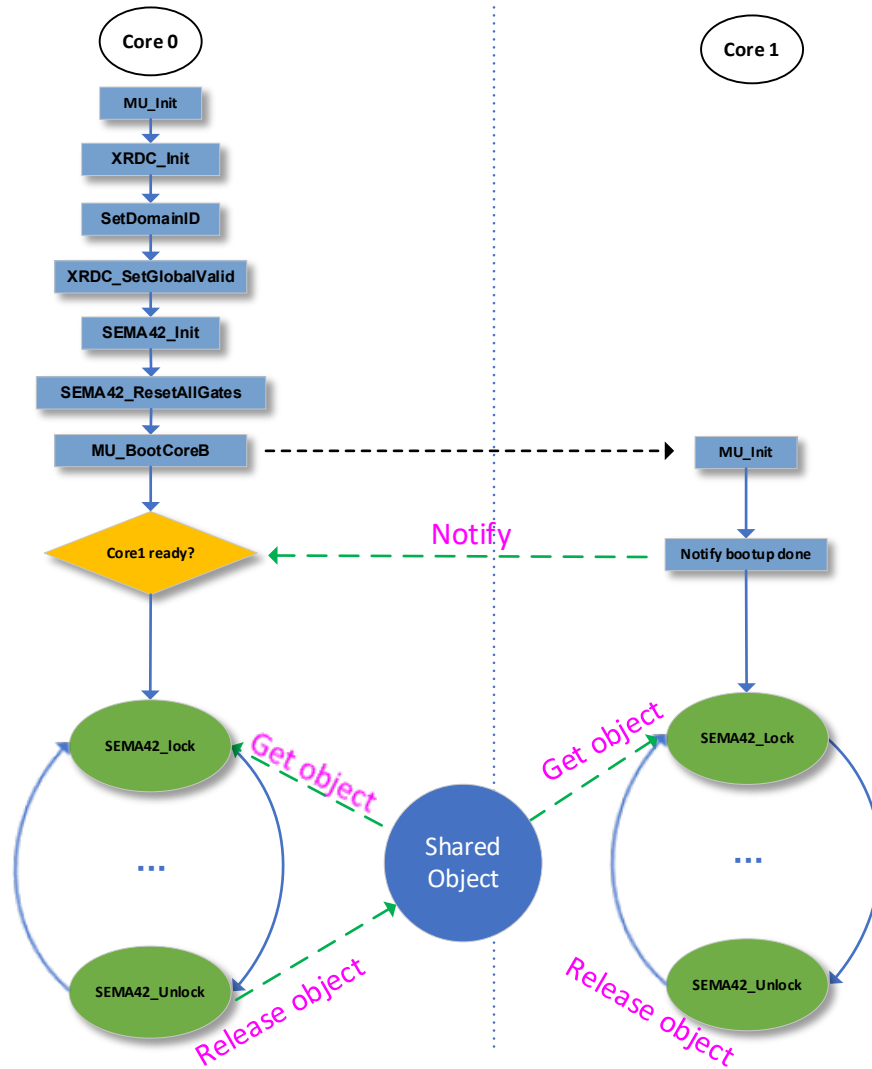 Core 0
Core 1
MU_Init
XRDC_Init
SetDomainID
XRDC_SetGlobalValid
SEMA42_Init
SEMA42_ResetAllGates
MU_BootCoreB
MU_Init
Notify
Core1 ready?
Notify bootup done
SEMA42_lock
Get object
Get object
SEMA42_Lock
...
Shared
Object
...
SEMA42_Unlock
Release object
Release object
SEMA42_Unlock